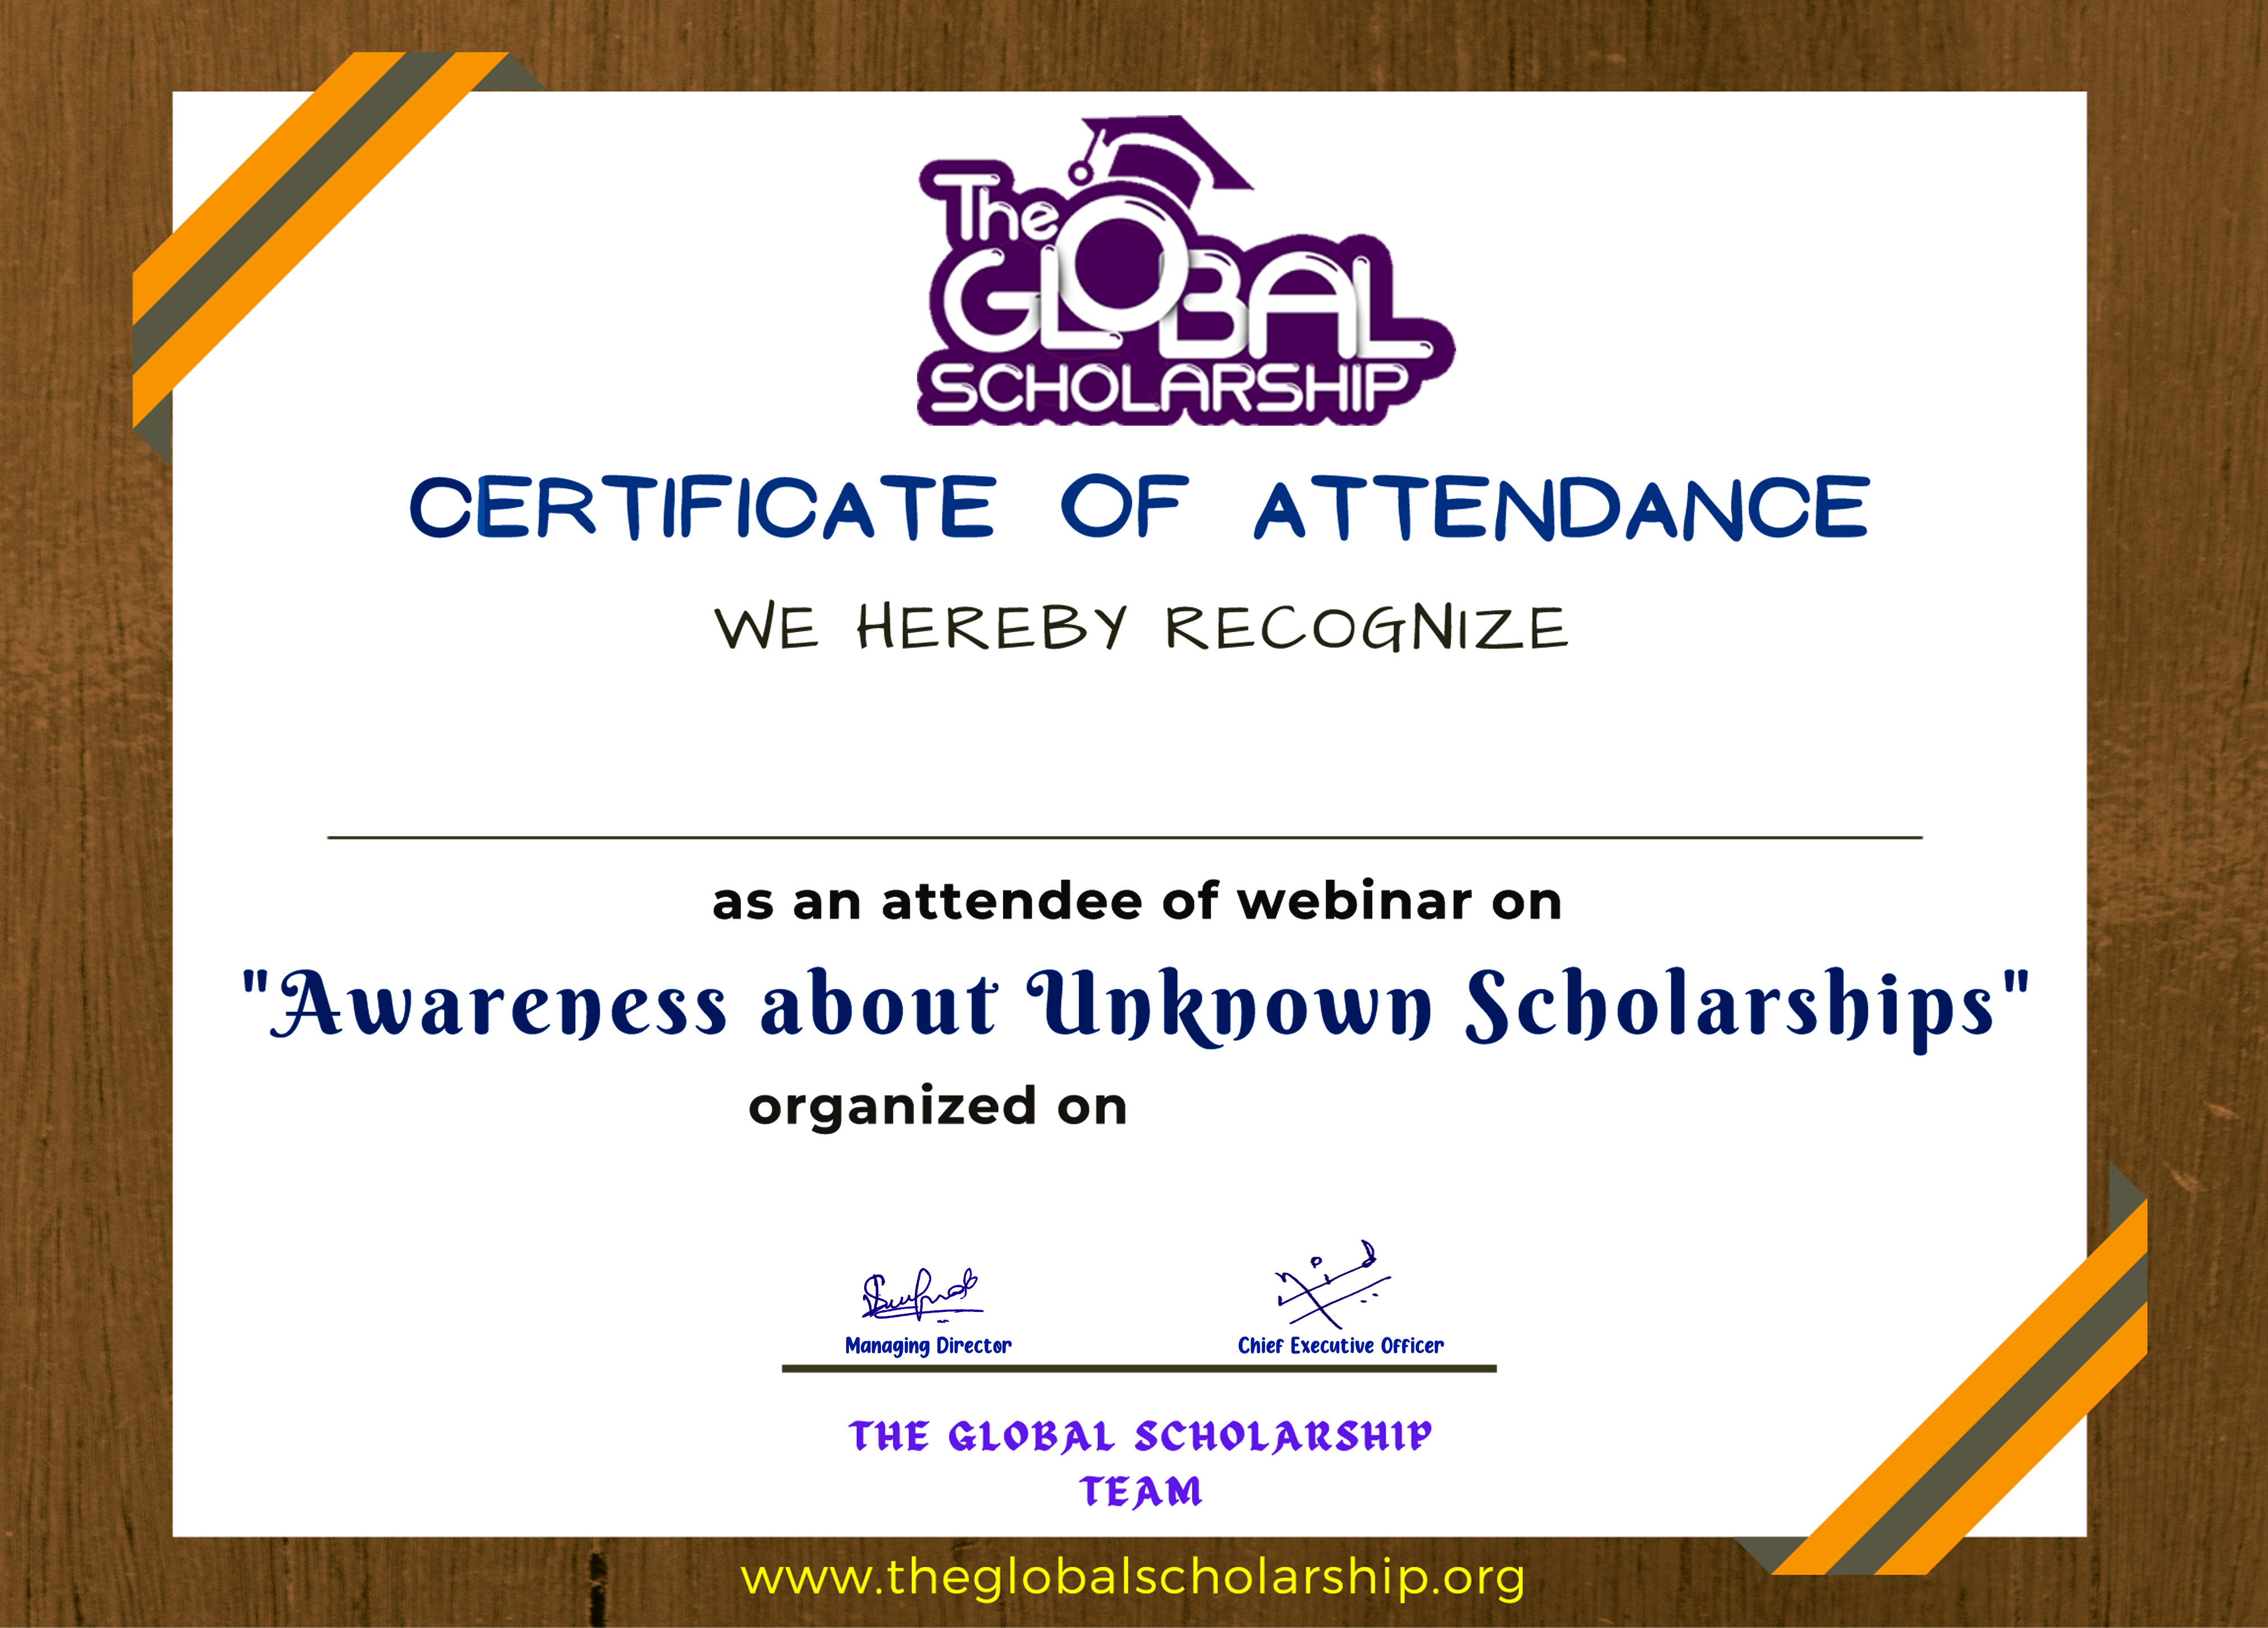 The
GLOBAL
SCHOLARSHIP
CERTIFICATE OF ATTENDANCE
WE HEREBY RECOGNIZE
as an attendee of webinar on
"Awareness about Unknown Scholarships"
organized on
Managing Director
Chief Executive Officer
THE GLOBAL SCHOLARSHIP
TEAM
www.theglobalscholarship.org